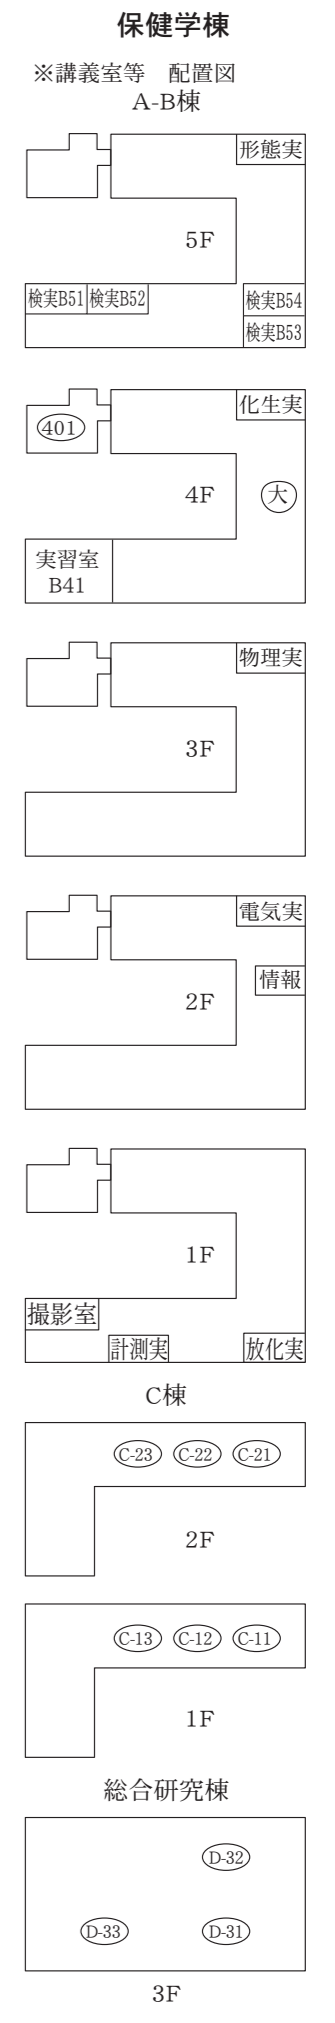 保健学棟
※講義室等　配置図
A-B棟
形態実
5F
検実B51
検実B52
検実B54
検実B53
401
化生実
4F
大
実習室
B41
物理実
3F
電気実
情報
2F
1F
撮影室
計測実
放化実
C棟
C-23
C-22
C-21
2F
C-13
C-12
C-11
1F
総合研究棟
D-32
D-33
D-31
3F